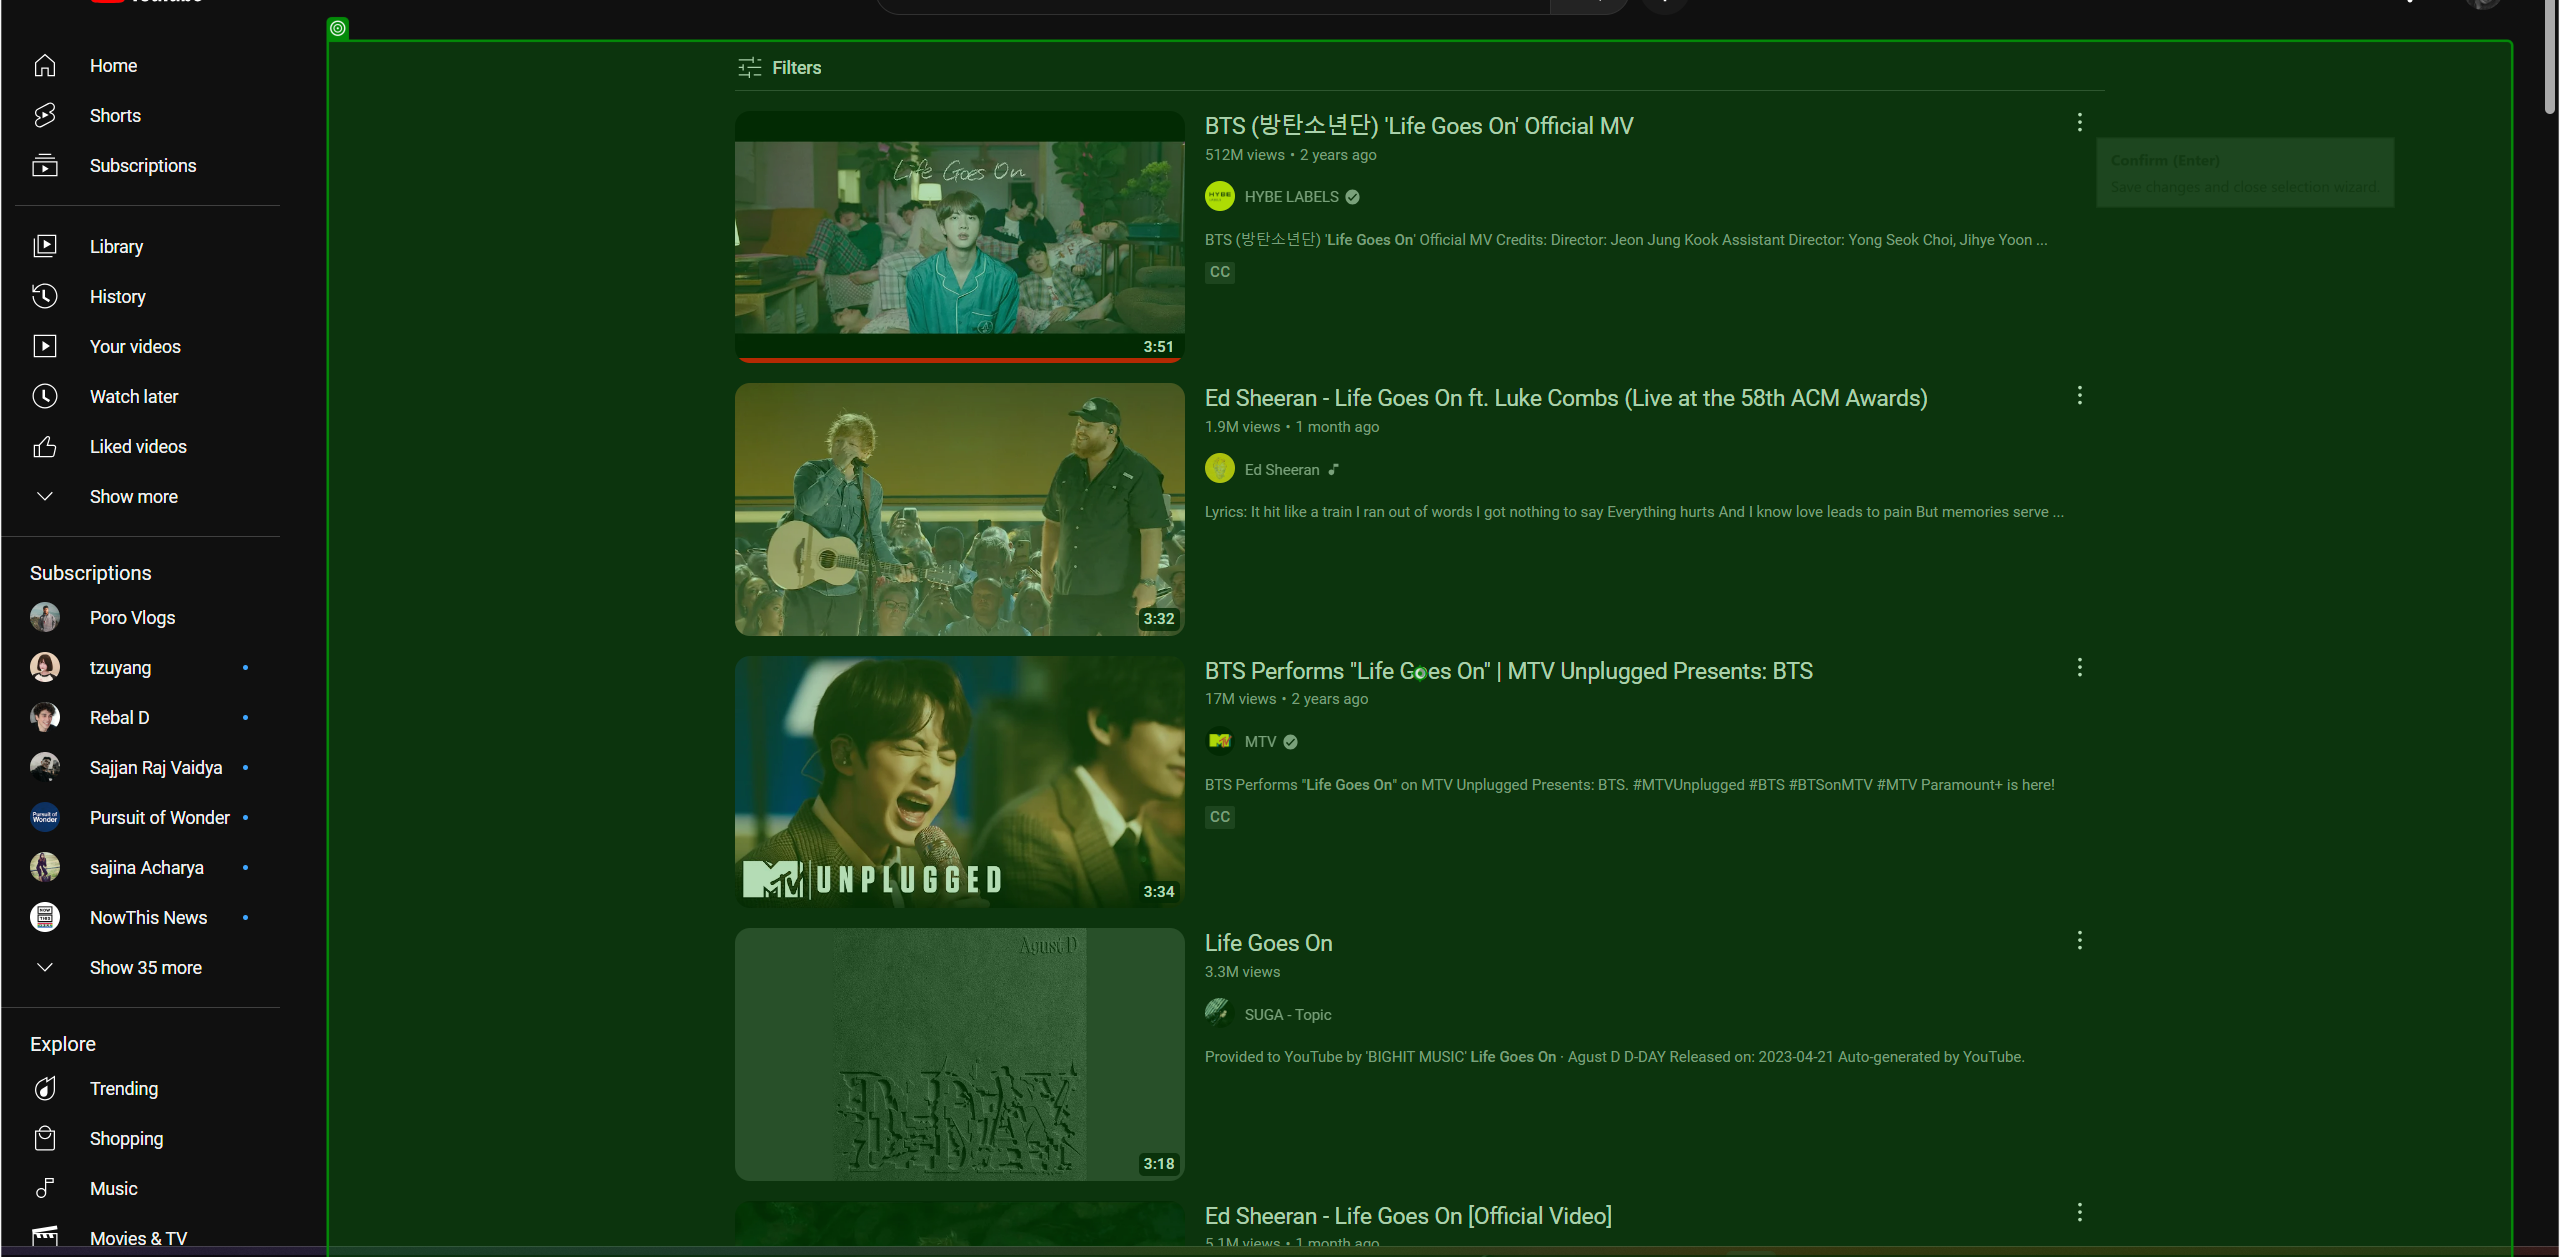 Home
Shorts
Subscriptions
Library
History
Your videos
Watch later
Liked videos
Show more
Subscriptions
Poro Vlogs
tzuyang
Rebal D
Sajjan Raj Vaidya
Pursuit of Wonder
sajina Acharya
NowThis News
Show 35 more
Explore
Trending
Shopping
Music
Movies & TV
Filters
Life Goes On
3:51
BTS (방탄소년단) 'Life Goes On' Official MV
512M views • 2 years ago
HYBE LABELS
BTS (방탄소년단) 'Life Goes On' Official MV Credits: Director: Jeon Jung Kook Assistant Director: Yong Seok Choi, Jihye Yoon ...
CC
Confirm (Enter)
Save changes and close selection wizard
3:32
Ed Sheeran - Life Goes On ft. Luke Combs (Live at the 58th ACM Awards)
1.9M views • 1 month ago
Ed Sheeran
Lyrics: It hit like a train I ran out of words I got nothing to say Everything hurts And I know love leads to pain But memories serve ...
MTV UNPLUGGED
3:34
BTS Performs "Life Goes On" | MTV Unplugged Presents: BTS
17M views • 2 years ago
MTV
BTS Performs "Life Goes On" on MTV Unplugged Presents: BTS. #MTVUnplugged #BTS #BTSonMTV #MTV Paramount+ is here!
CC
Agust D
D-DAY
3:18
Life Goes On
3.3M views
SUGA - Topic
Provided to YouTube by 'BIGHIT MUSIC' Life Goes On · Agust D D-DAY Released on: 2023-04-21 Auto-generated by YouTube.
Ed Sheeran - Life Goes On [Official Video]
5.1M views • 1 month ago